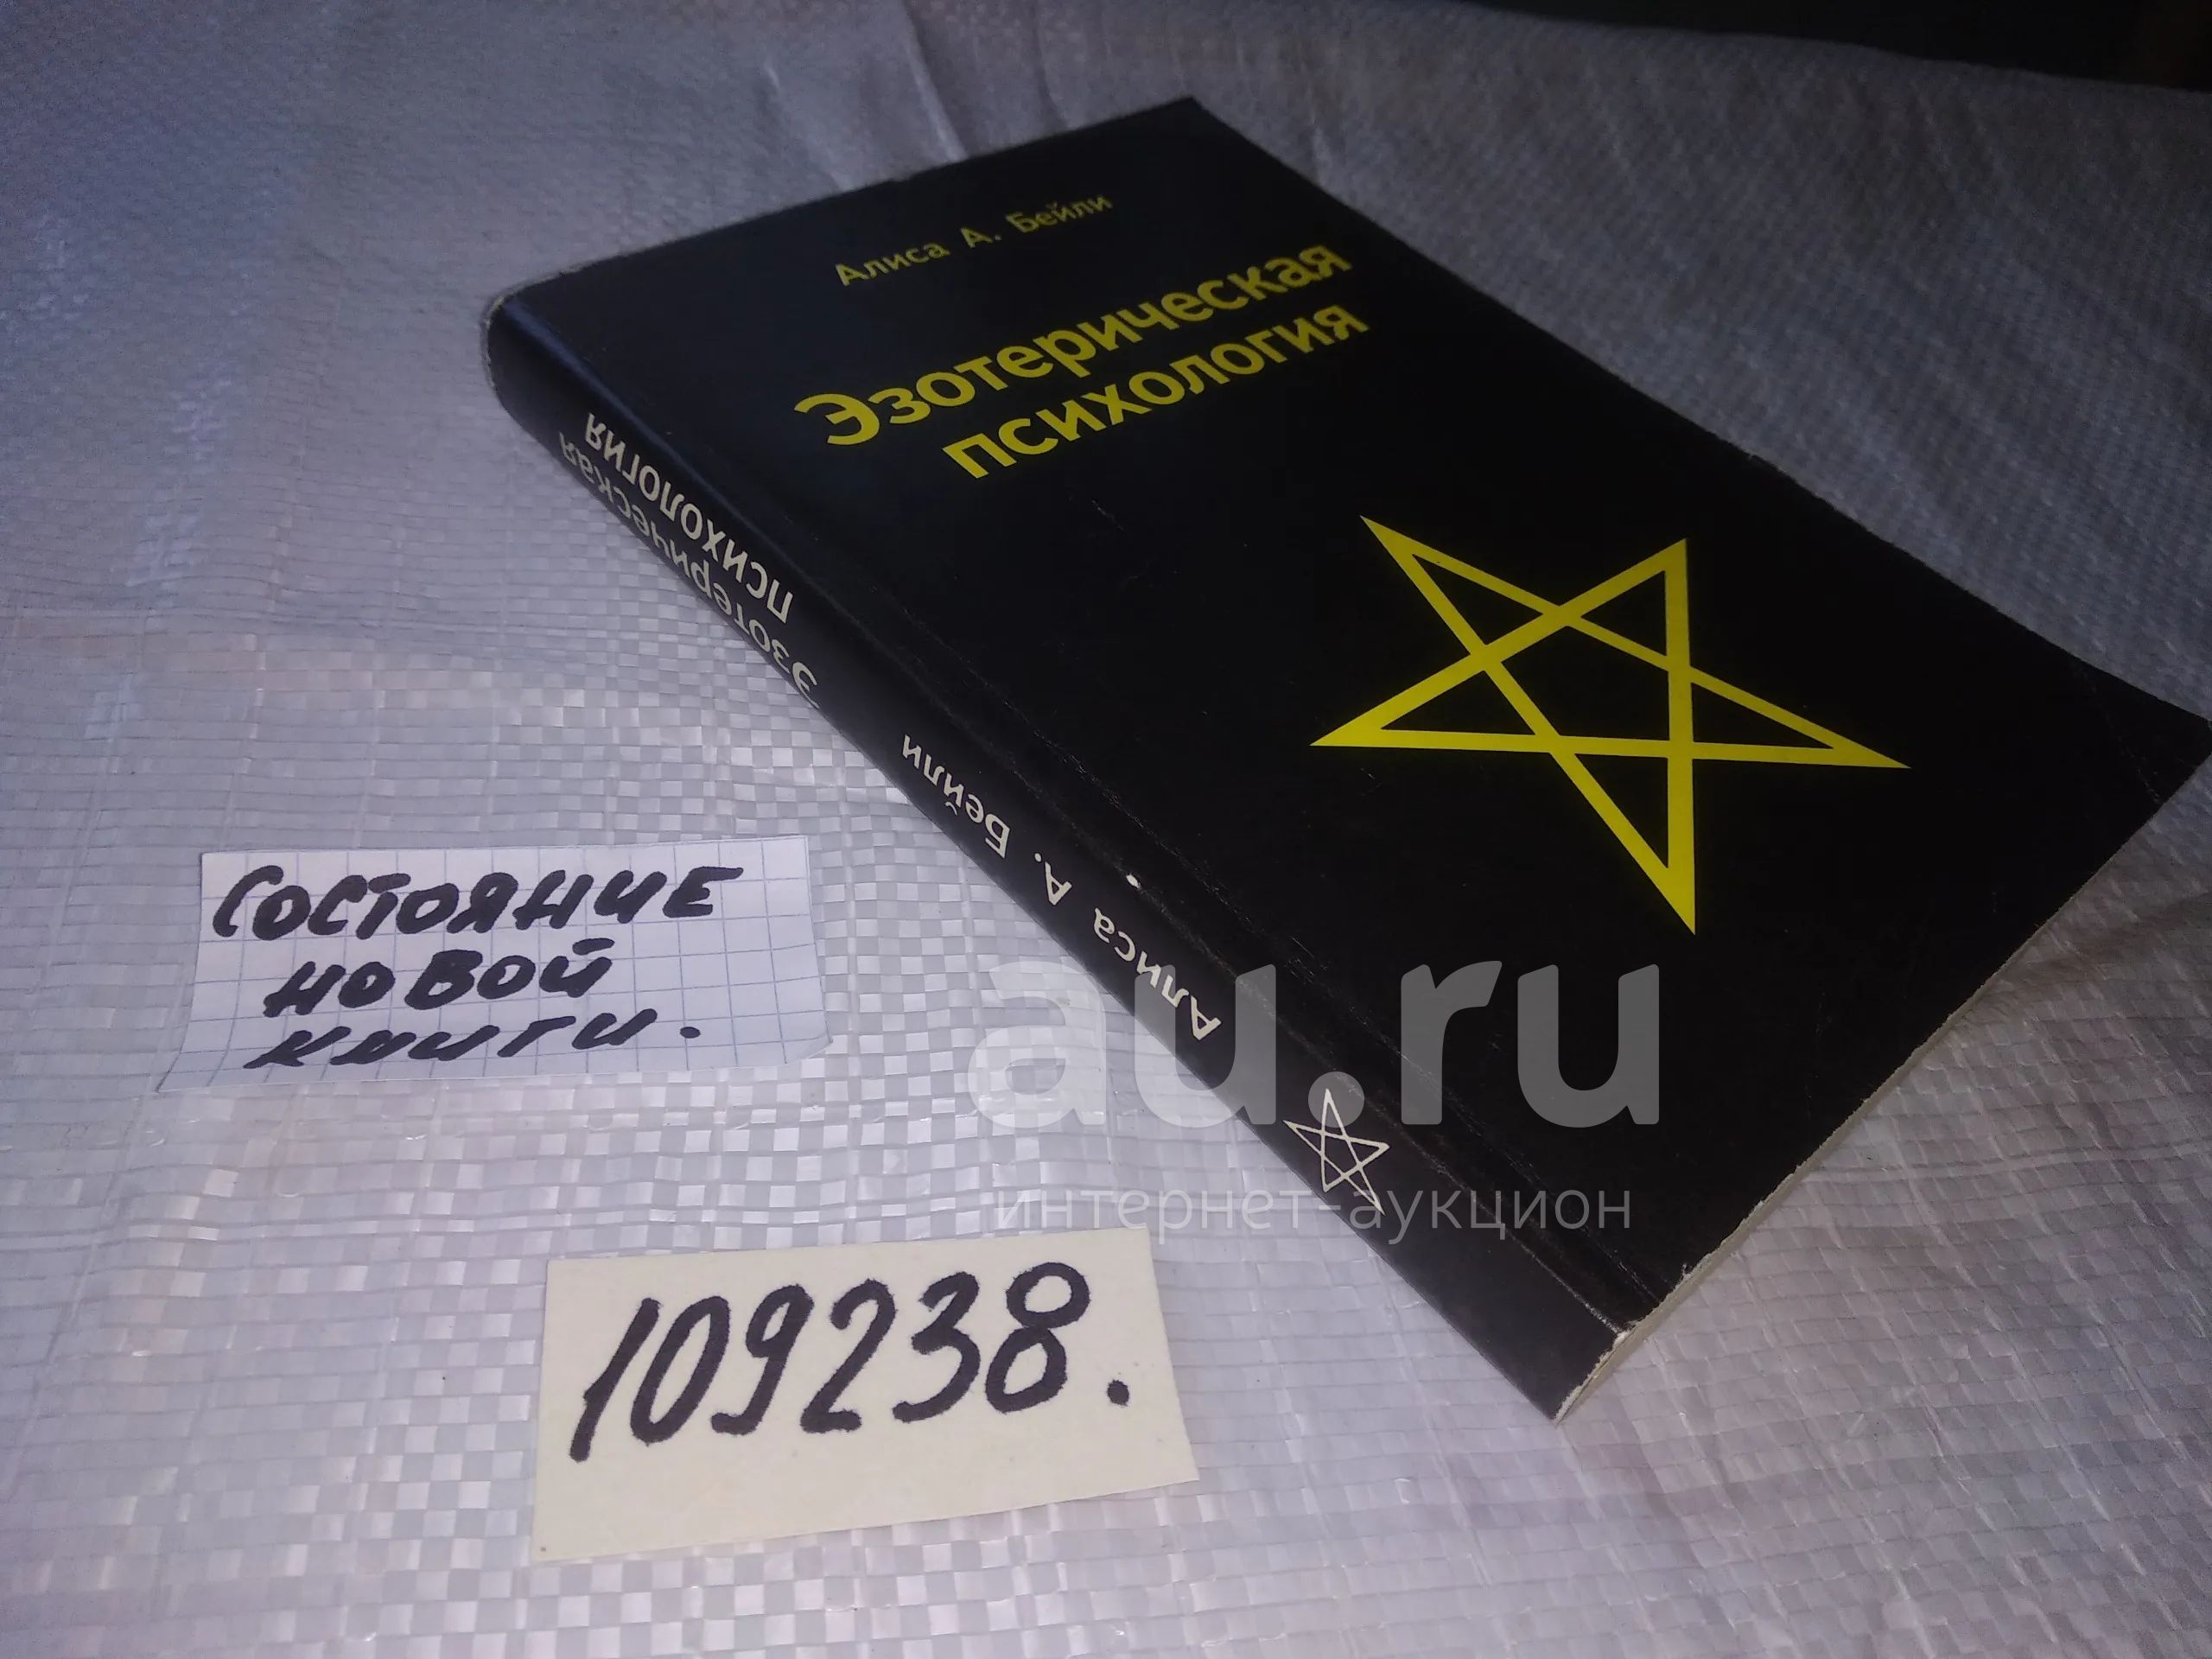 Алиса А. Бейли
Эзотерическая
психология
Эзотерическая
психология
Алиса А. Бейли
СОСТОЯНИЕ
НОВОЙ
КНИГИ.
au.ru
интернет-аукцион
109238.